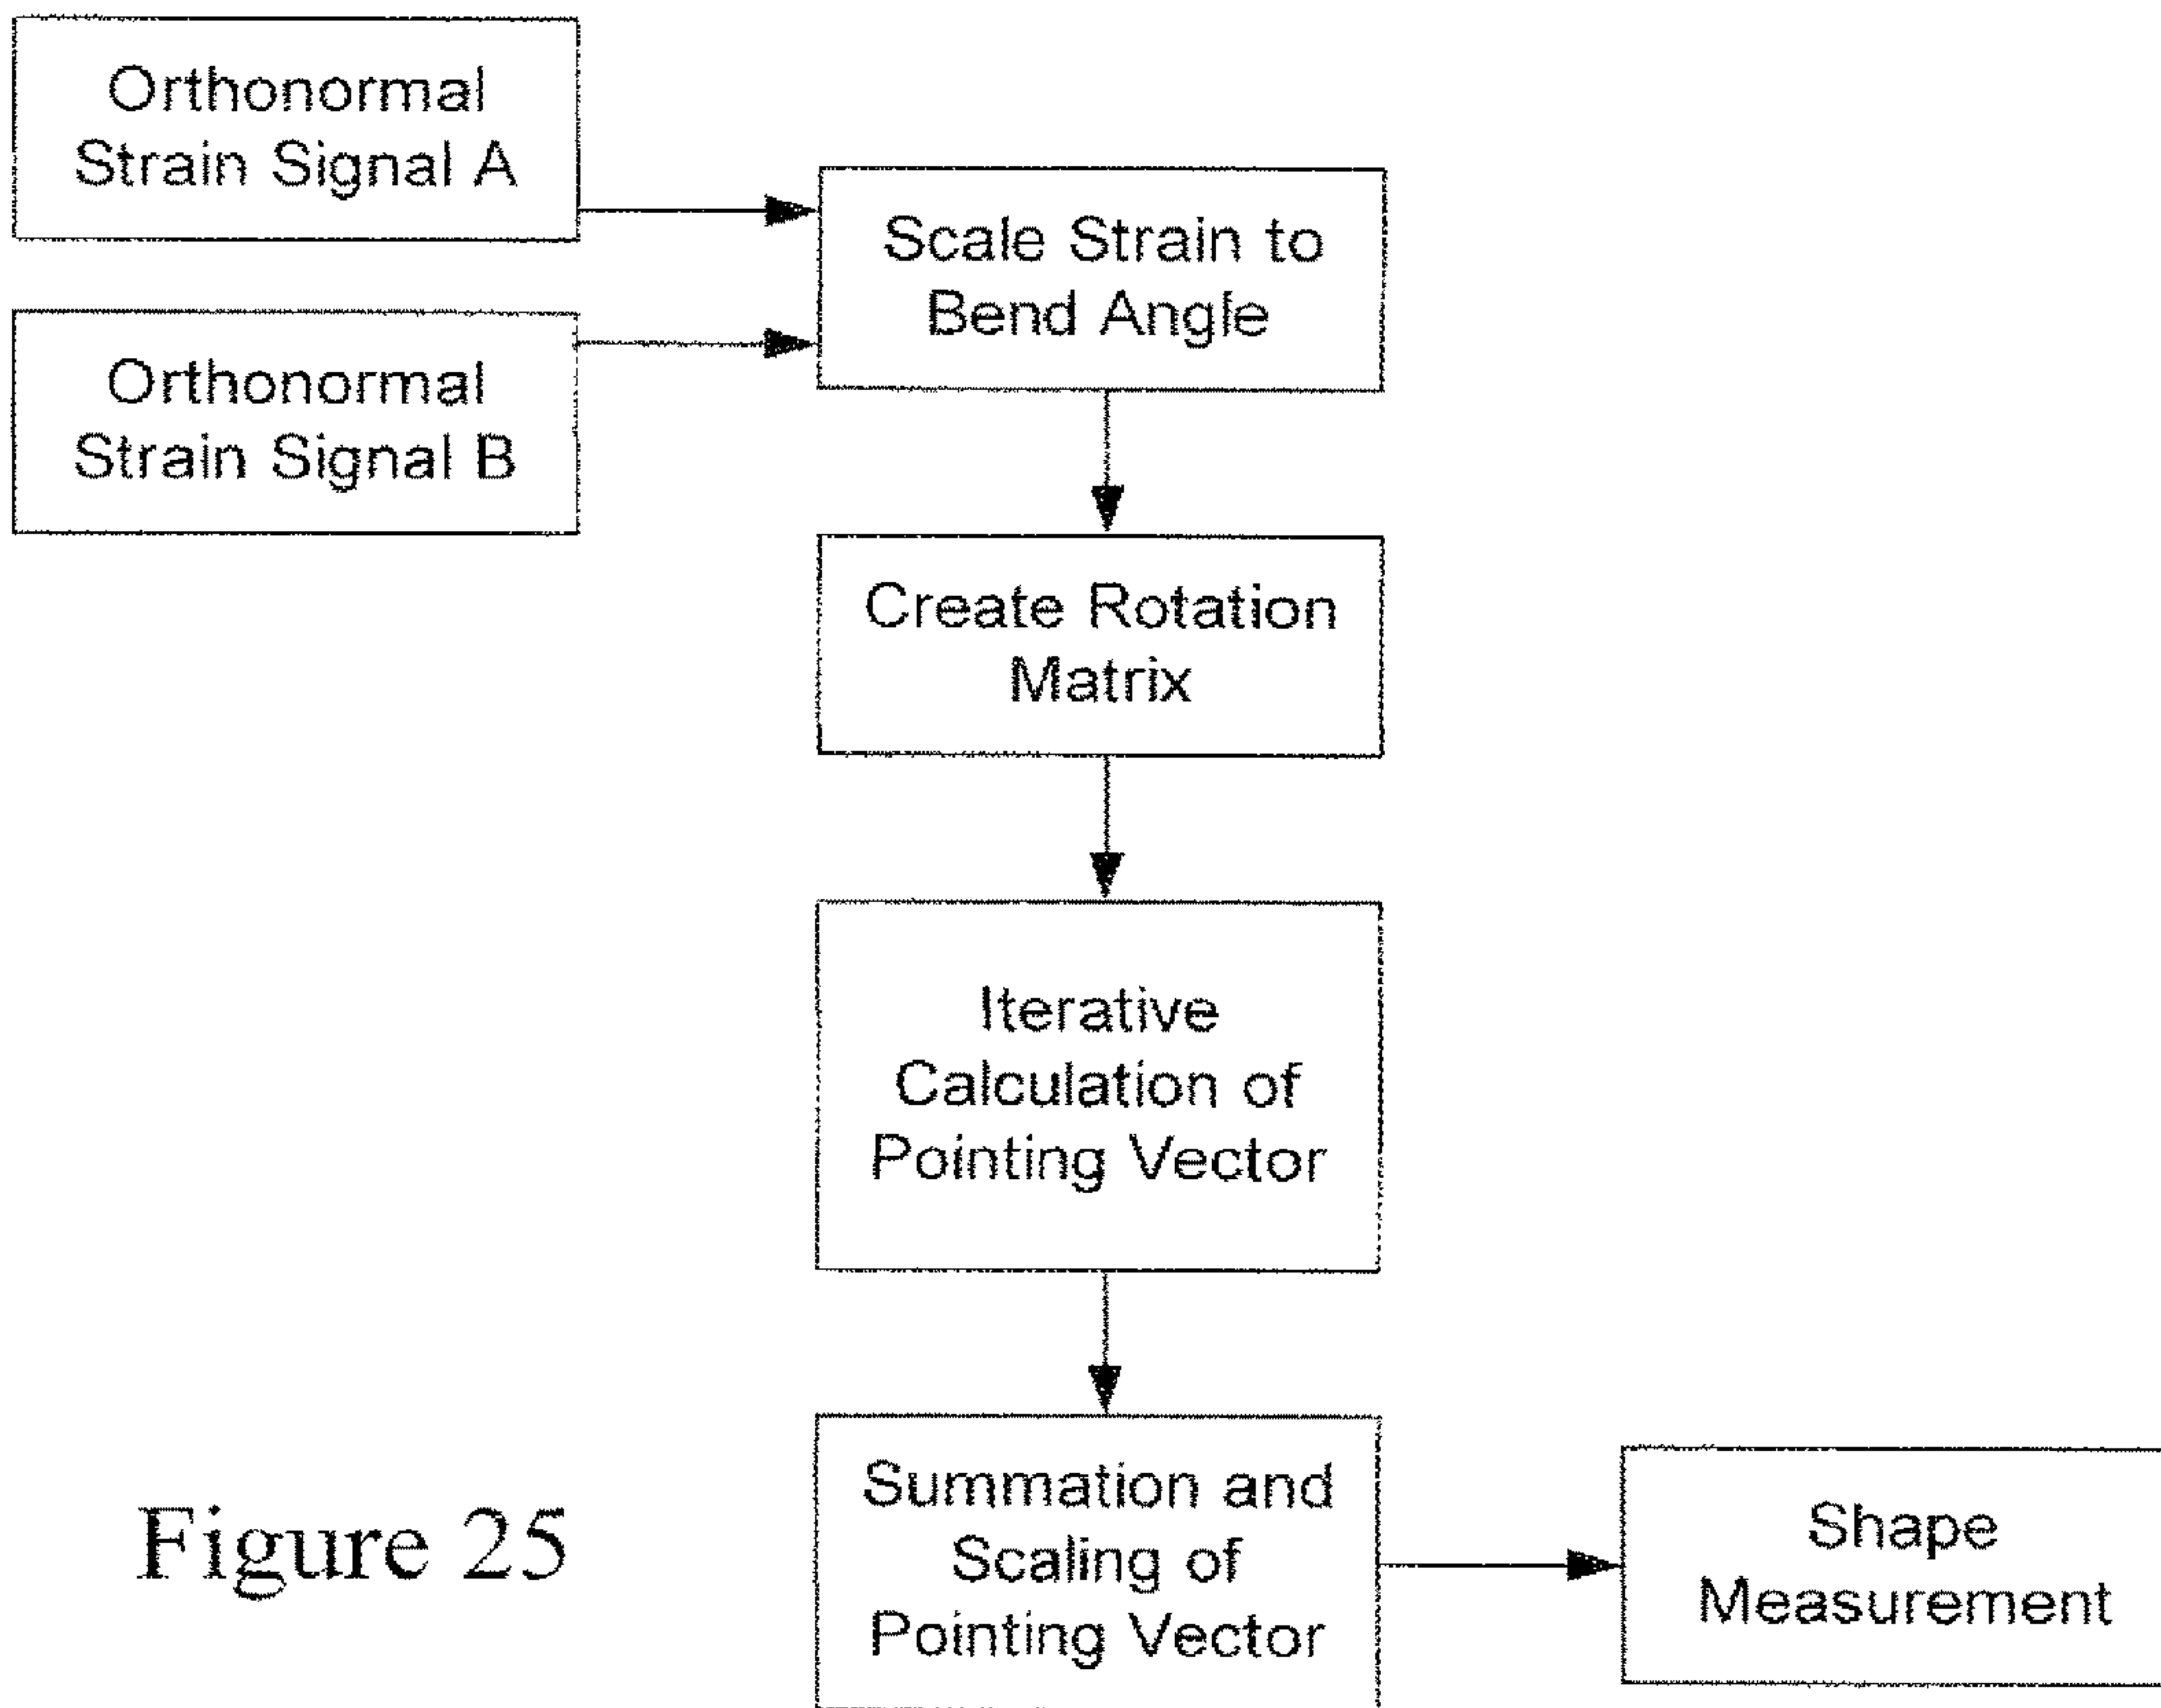 Orthonormal
Strain Signal A
Orthonormal
Strain Signal B
Scale Strain to
Bend Angle
Create Rotation
Matrix
Iterative
Calculation of
Pointing Vector
Summation and
Scaling of
Pointing Vector
Shape
Measurement
Figure 25